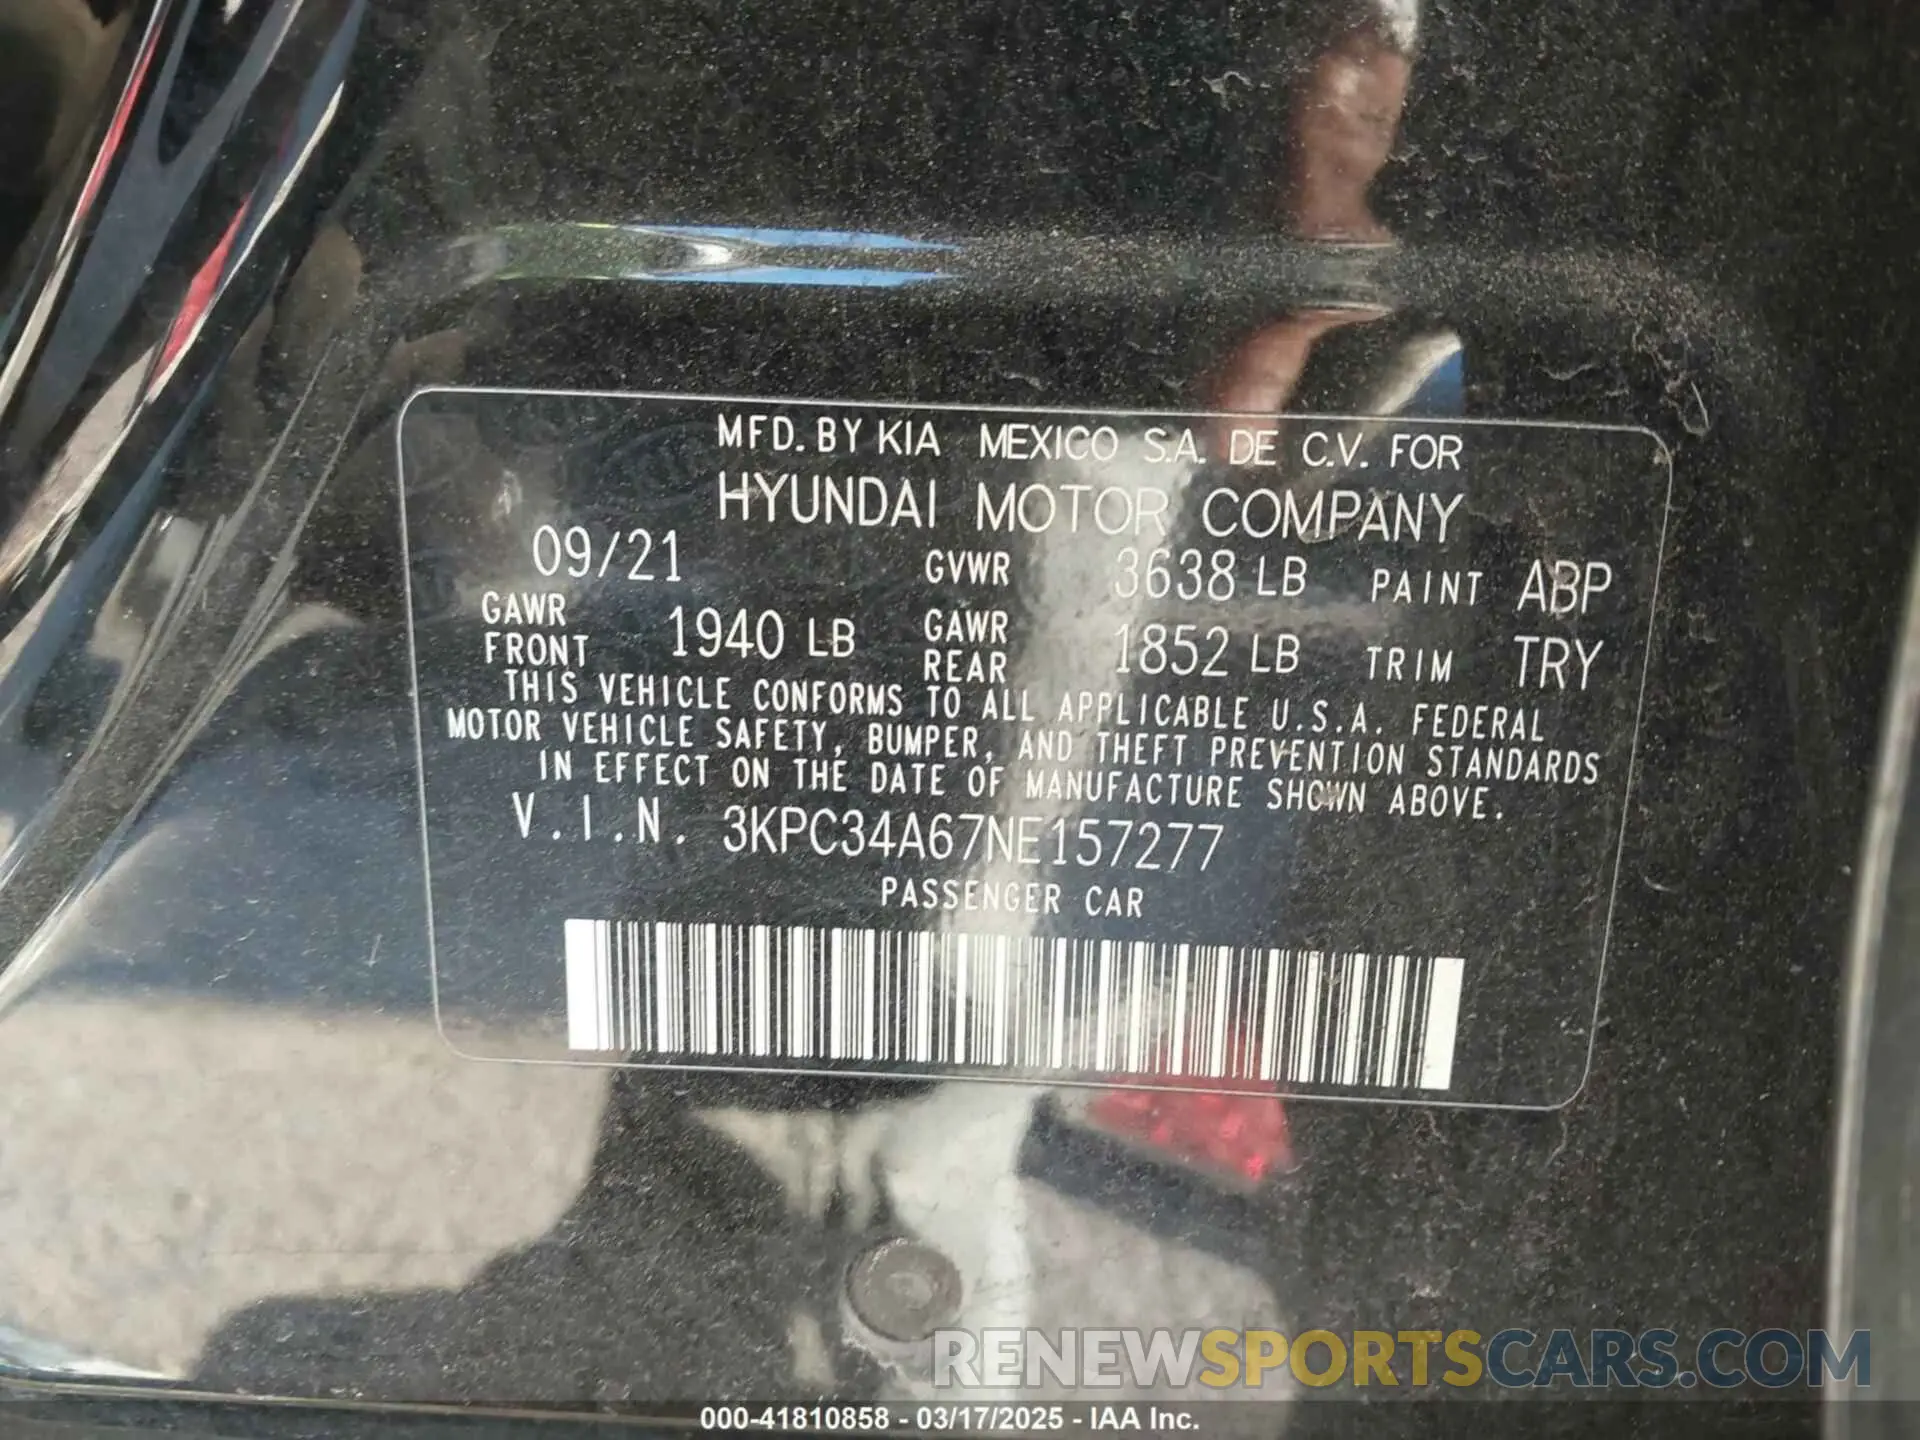 MFD. BY KIA MEXICO S.A. DE C.V. FOR
HYUNDAI MOTOR COMPANY
09/21 GVWR 3638 LB PAINT ABP
GAWR FRONT 1940 LB GAWR REAR 1852 LB TRIM TRY
THIS VEHICLE CONFORMS TO ALL APPLICABLE U.S.A. FEDERAL
MOTOR VEHICLE SAFETY, BUMPER, AND THEFT PREVENTION STANDARDS
IN EFFECT ON THE DATE OF MANUFACTURE SHOWN ABOVE.
V.I.N. 3KPC34A67NE157277
PASSENGER CAR
RENEWSPORTSCARS.COM
000-41810858 - 03/17/2025 - IAA Inc.